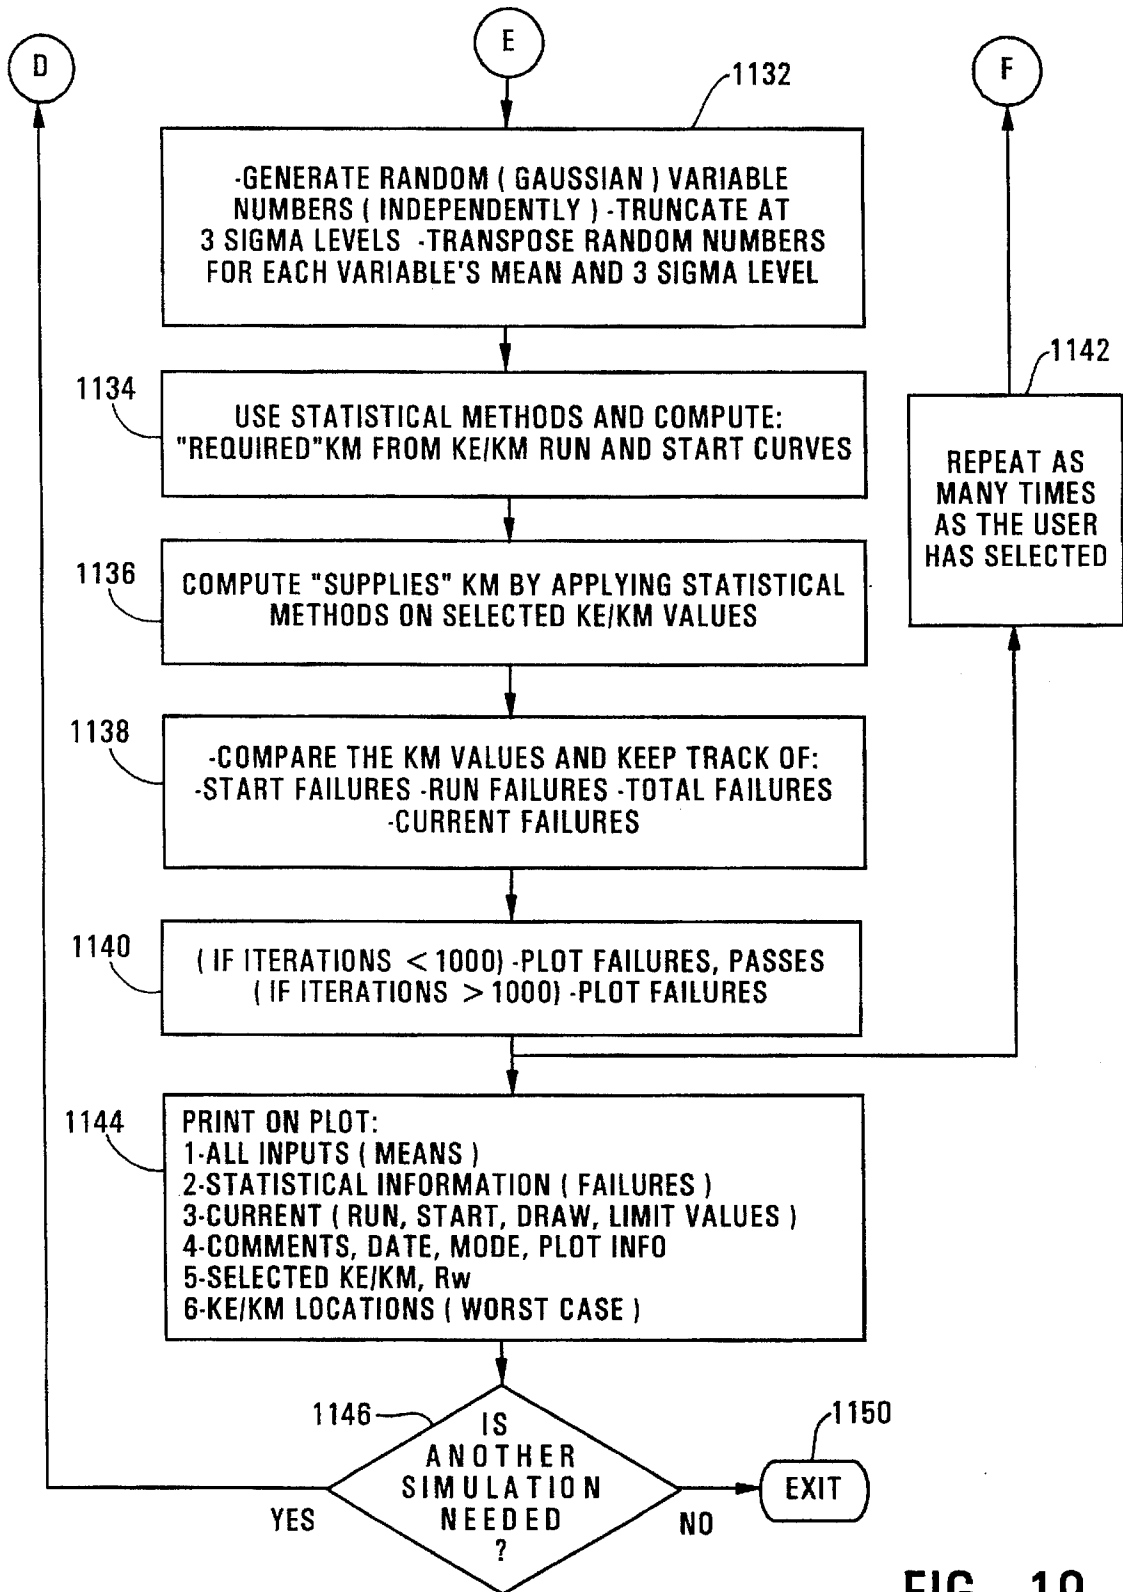 D
E
F
1132
-GENERATE RANDOM ( GAUSSIAN ) VARIABLE
NUMBERS ( INDEPENDENTLY ) -TRUNCATE AT
3 SIGMA LEVELS -TRANSPOSE RANDOM NUMBERS
FOR EACH VARIABLE'S MEAN AND 3 SIGMA LEVEL
1134
USE STATISTICAL METHODS AND COMPUTE:
"REQUIRED"KM FROM KE/KM RUN AND START CURVES
1142
REPEAT AS
MANY TIMES
AS THE USER
HAS SELECTED
1136
COMPUTE "SUPPLIES" KM BY APPLYING STATISTICAL
METHODS ON SELECTED KE/KM VALUES
1138
-COMPARE THE KM VALUES AND KEEP TRACK OF:
-START FAILURES -RUN FAILURES -TOTAL FAILURES
-CURRENT FAILURES
1140
( IF ITERATIONS < 1000) -PLOT FAILURES, PASSES
( IF ITERATIONS > 1000) -PLOT FAILURES
1144
PRINT ON PLOT:
1-ALL INPUTS ( MEANS )
2-STATISTICAL INFORMATION ( FAILURES )
3-CURRENT ( RUN, START, DRAW, LIMIT VALUES )
4-COMMENTS, DATE, MODE, PLOT INFO
5-SELECTED KE/KM, Rw
6-KE/KM LOCATIONS ( WORST CASE )
1146
IS
ANOTHER
SIMULATION
NEEDED
?
YES
NO
1150
EXIT
FIG. 19